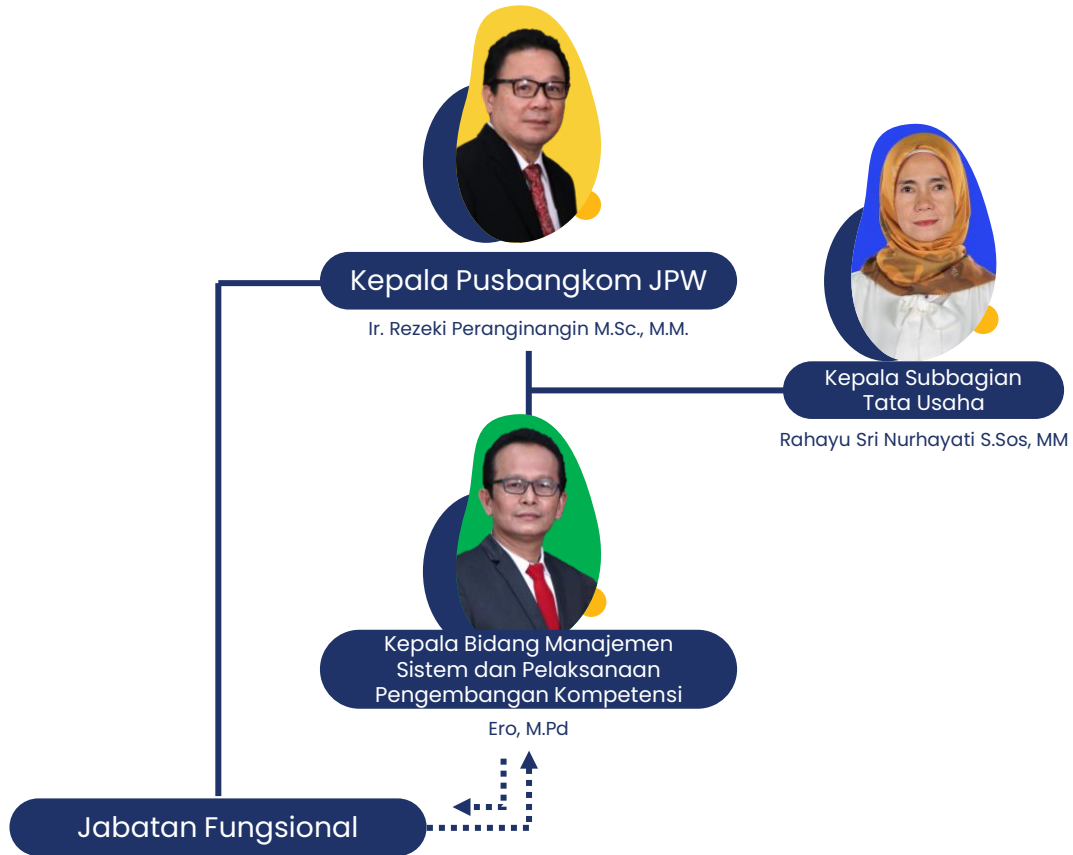 Kepala Pusbangkom JPW
Ir. Rezeki Peranginangin M.Sc., M.M.
Kepala Subbagian
Tata Usaha
Rahayu Sri Nurhayati S.Sos, MM
Kepala Bidang Manajemen
Sistem dan Pelaksanaan
Pengembangan Kompetensi
Ero, M.Pd
Jabatan Fungsional